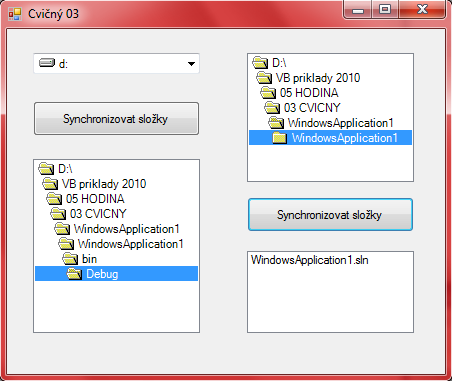 Cvičný 03
d:
Synchronizovat složky
D:\
VB priklady 2010
05 HODINA
03 CVICNY
WindowsApplication1
WindowsApplication1
bin
Debug
D:\
VB priklady 2010
05 HODINA
03 CVICNY
WindowsApplication1
WindowsApplication1
Synchronizovat složky
WindowsApplication1.sln